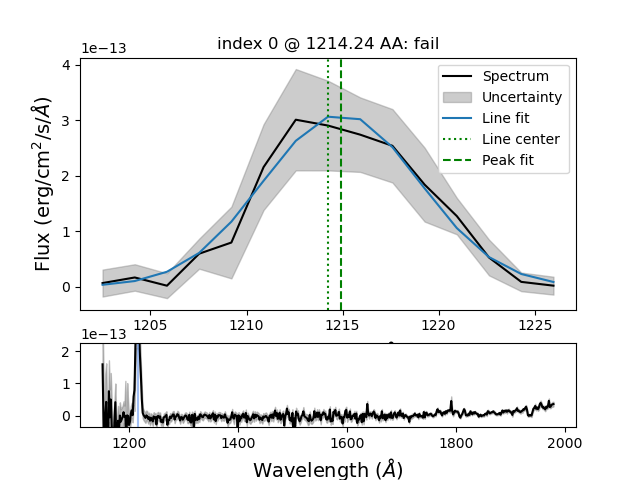 index 0 @ 1214.24 AA: fail
1e−13
Flux (erg/cm²/s/Å)
4
3
2
1
0
Spectrum
Uncertainty
Line fit
Line center
Peak fit
1205
1210
1215
1220
1225
1e−13
2
1
0
1200
1400
1600
1800
2000
Wavelength (Å)